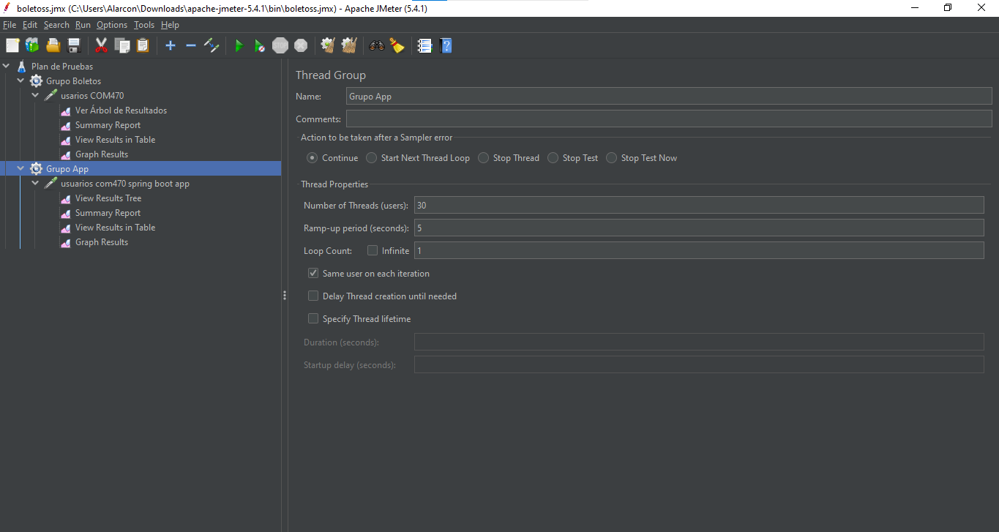 boletoss.jmx (C:\Users\Alarcon\Downloads\apache-jmeter-5.4.1\bin\boletoss.jmx) - Apache JMeter (5.4.1)
File Edit Search Run Options Tools Help
STOP
?
Plan de Pruebas
Grupo Boletos
usarios COM470
Ver Árbol de Resultados
Summary Report
View Results in Table
Graph Results
Grupo App
usuarios com470 spring boot app
View Results Tree
Summary Report
View Results in Table
Graph Results
Thread Group
Name: Grupo App
Comments:
Action to be taken after a Sampler error
Continue Start Next Thread Loop Stop Thread Stop Test Stop Test Now
Thread Properties
Number of Threads (users): 30
Ramp-up period (seconds): 5
Loop Count: Infinite 1
Same user on each iteration
Delay Thread creation until needed
Specify Thread lifetime
Duration (seconds):
Startup delay (seconds):